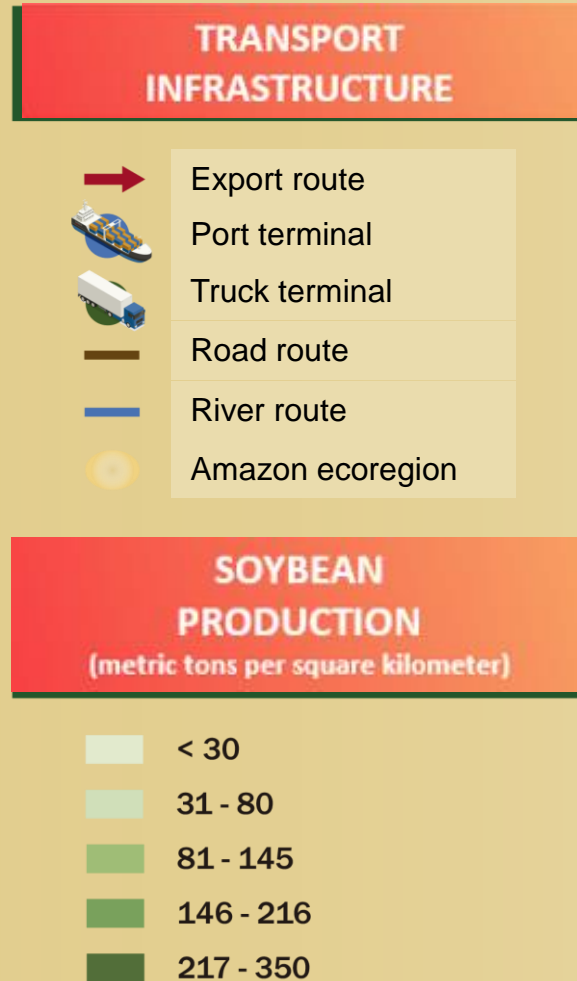 TRANSPORT
INFRASTRUCTURE
Export route
Port terminal
Truck terminal
Road route
River route
Amazon ecoregion
SOYBEAN
PRODUCTION
(metric tons per square kilometer)
< 30
31 - 80
81 - 145
146 - 216
217 - 350